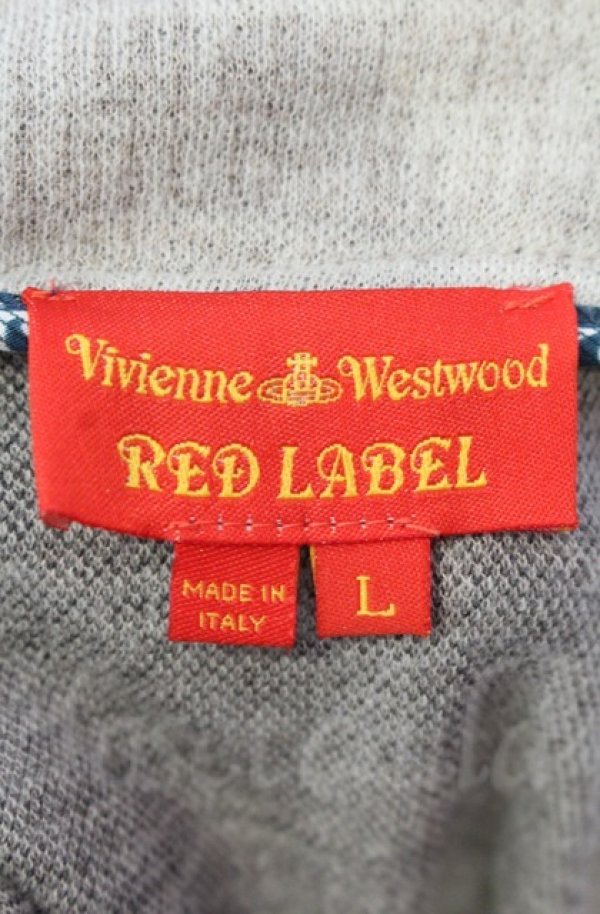 Vivienne Westwood
RED LABEL
MADE IN
ITALY
L